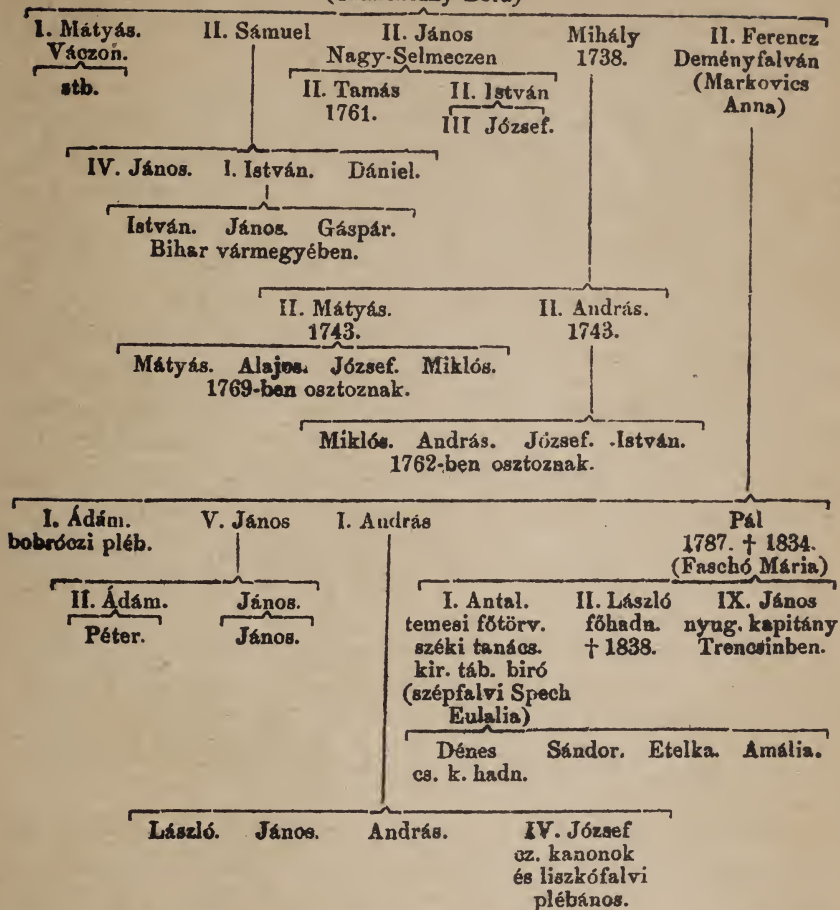 I. Mátyás. II. Sámuel II. János Mihály II. Ferencz
Váczon. Nagy-Selmeczen 1738. Deményfalván
stb. II. Tamás II. István (Markovics
1761. III József. Anna)
IV. János. I. István. Dániel.
István. János. Gáspár.
Bihar vármegyében.
II. Mátyás. II. András.
1743. 1743.
Mátyás. Alajos. József. Miklós.
1769-ben osztoznak.
Miklós. András. József. István.
1762-ben osztoznak.
I. Ádám. V. János I. András Pál
bobróczi pléb. 1787. † 1834.
(Faschó Mária)
II. Ádám. János. I. Antal. II. László IX. János
Péter. János. temesi főtörv. főhadn. nyug. kapitány
széki tanács. † 1838. Trencsinben.
kir. táb. biró
(szépfalvi Spech
Eulalia)
Dénes Sándor. Etelka. Amália.
cs. k. hadn.
László. János. András. IV. József
cz. kanonok
és liszkófalvi
plébános.